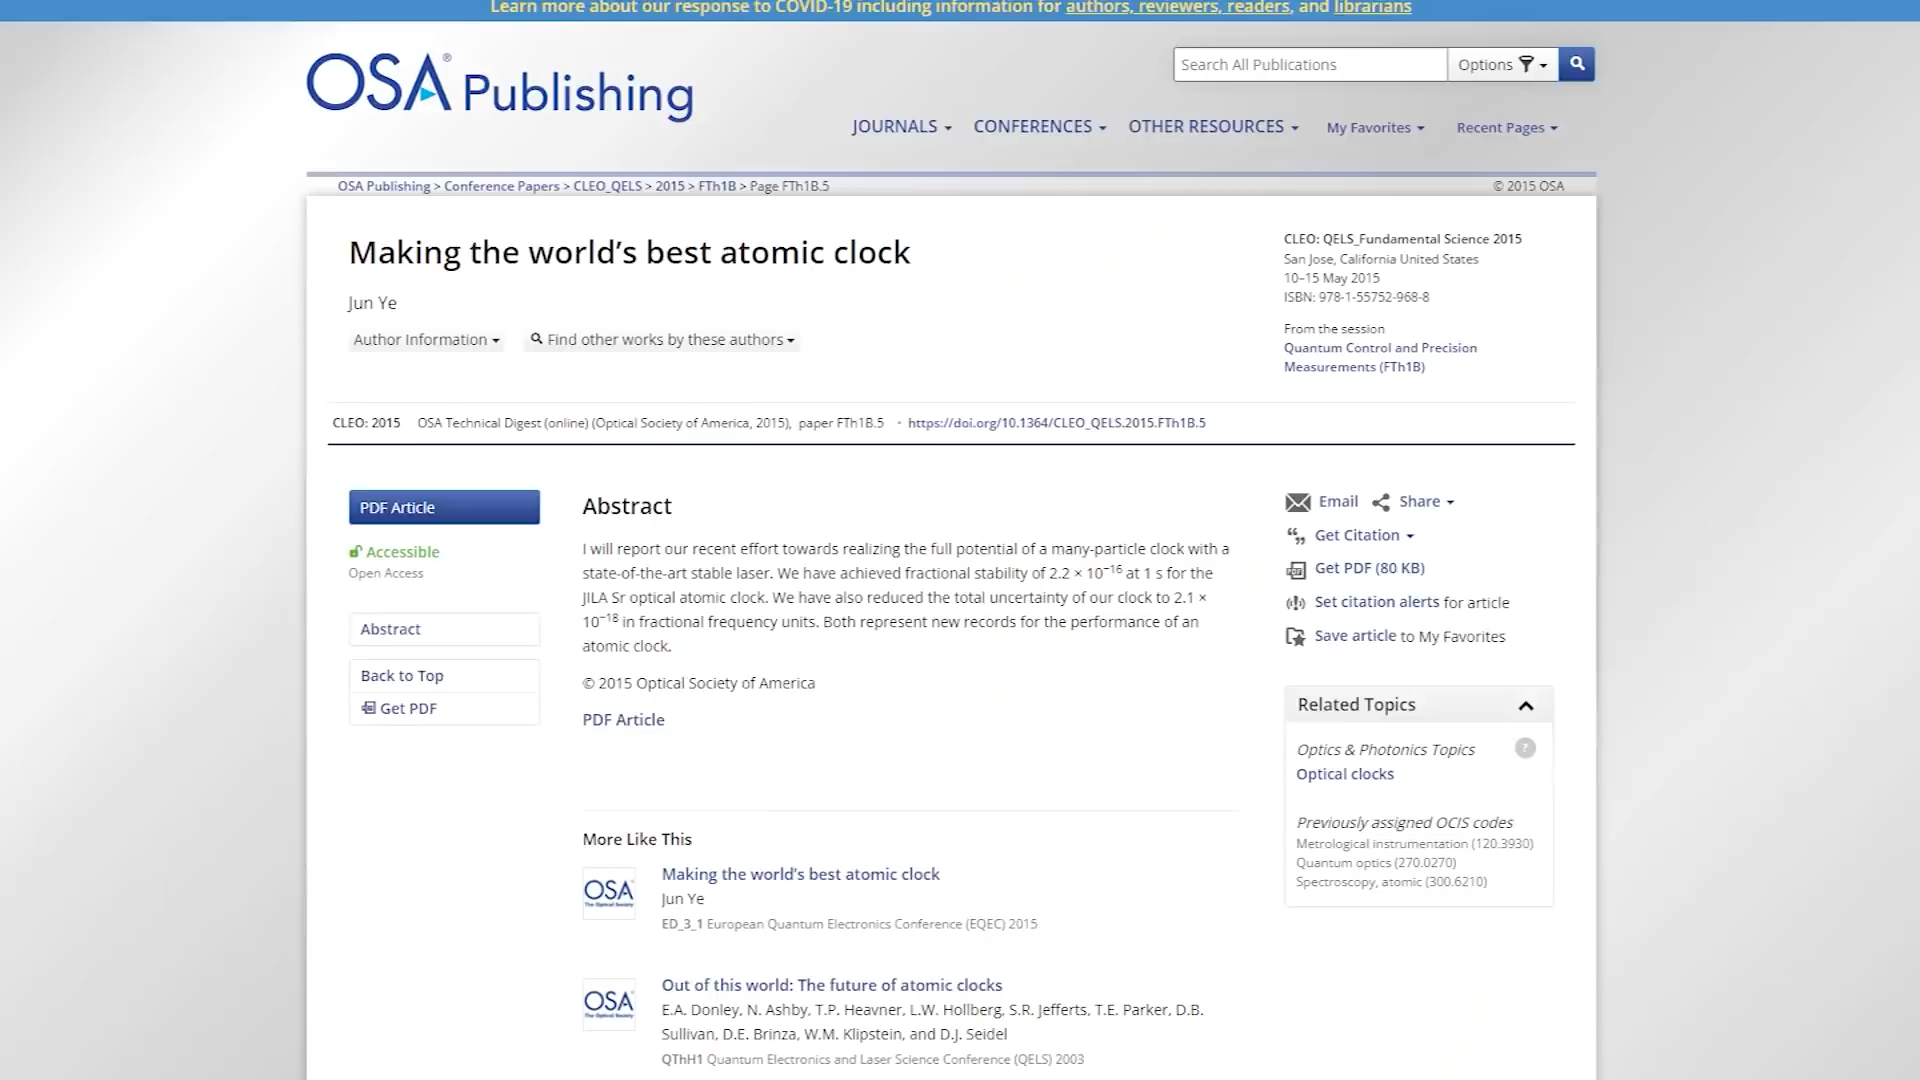 Learn more about our response to COVID-19 including information for authors, reviewers, readers, and librarians
OSA® Publishing
Search All Publications
Options
JOURNALS
CONFERENCES
OTHER RESOURCES
My Favorites
Recent Pages
OSA Publishing > Conference Papers > CLEO_QELS > 2015 > FTh1B > Page FTh1B.5
© 2015 OSA
Making the world's best atomic clock
Jun Ye
Author Information
Find other works by these authors
CLEO: QELS_Fundamental Science 2015
San Jose, California United States
10–15 May 2015
ISBN: 978-1-55752-968-8
From the session
Quantum Control and Precision
Measurements (FTh1B)
CLEO: 2015 OSA Technical Digest (online) (Optical Society of America, 2015), paper FTh1B.5 • https://doi.org/10.1364/CLEO_QELS.2015.FTh1B.5
PDF Article
Accessible
Open Access
Abstract
Back to Top
Get PDF
Abstract
I will report our recent effort towards realizing the full potential of a many-particle clock with a
state-of-the-art stable laser. We have achieved fractional stability of 2.2 × 10⁻¹⁶ at 1 s for the
JILA Sr optical atomic clock. We have also reduced the total uncertainty of our clock to 2.1 ×
10⁻¹⁸ in fractional frequency units. Both represent new records for the performance of an
atomic clock.
© 2015 Optical Society of America
PDF Article
Email
Share
Get Citation
Get PDF (80 KB)
Set citation alerts for article
Save article to My Favorites
Related Topics
Optics & Photonics Topics
?
Optical clocks
Previously assigned OCIS codes
Metrological instrumentation (120.3930)
Quantum optics (270.0270)
Spectroscopy, atomic (300.6210)
More Like This
OSA
The Optical Society
Making the world's best atomic clock
Jun Ye
ED_3_1 European Quantum Electronics Conference (EQEC) 2015
OSA
The Optical Society
Out of this world: The future of atomic clocks
E.A. Donley, N. Ashby, T.P. Heavner, L.W. Hollberg, S.R. Jefferts, T.E. Parker, D.B.
Sullivan, D.E. Brinza, W.M. Klipstein, and D.J. Seidel
QThH1 Quantum Electronics and Laser Science Conference (QELS) 2003